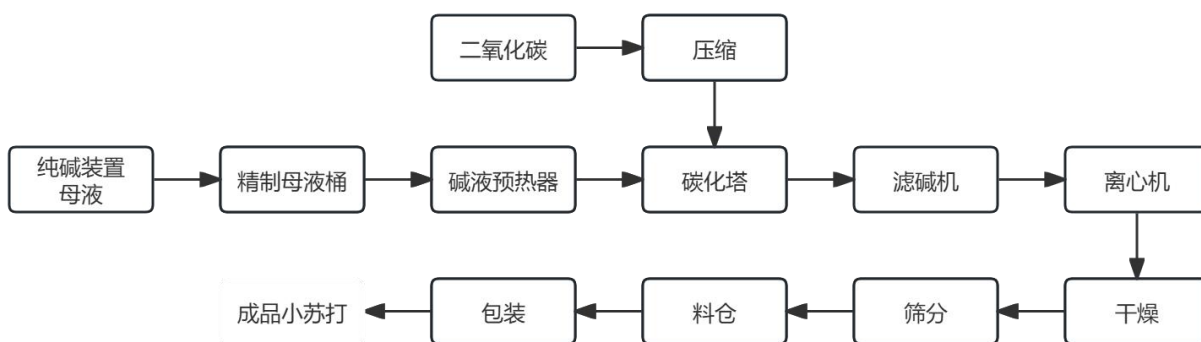 二氧化碳
压缩
纯碱装置
母液
精制母液桶
碱液预热器
碳化塔
滤碱机
离心机
成品小苏打
包装
料仓
筛分
干燥